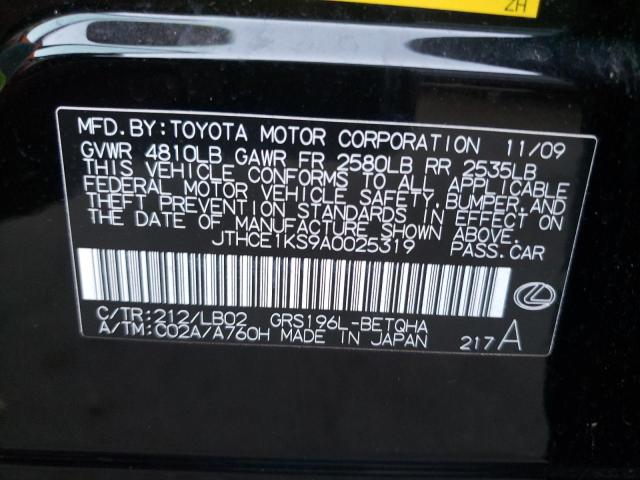 ZH
MFD.BY:TOYOTA MOTOR CORPORATION 11/09
GVWR 4810LB GAWR FR 2580LB RR 2535LB
THIS VEHICLE CONFORMS TO ALL APPLICABLE
FEDERAL MOTOR VEHICLE SAFETY,BUMPER,AND
THEFT PREVENTION STANDARDS IN EFFECT ON
THE DATE OF MANUFACTURE SHOWN ABOVE.
JTHCE1KS9A0025319 PASS.CAR
C/TR:212/LB02 GRS196L-BETQHA
A/TM:C02A/A760H MADE IN JAPAN 217A